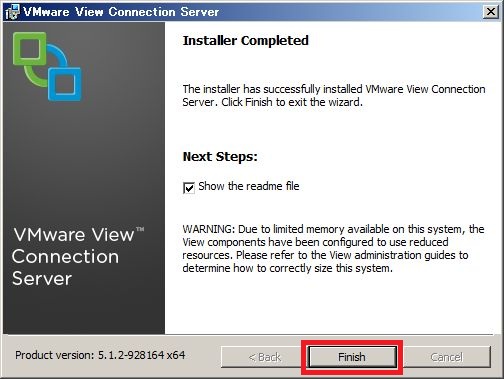 VMware View Connection Server
Installer Completed
The installer has successfully installed VMware View Connection
Server. Click Finish to exit the wizard.
Next Steps:
Show the readme file
WARNING: Due to limited memory available on this system, the
View components have been configured to use reduced
resources. Please refer to the View administration guides to
determine how to correctly size this system.
VMware View™
Connection
Server
Product version: 5.1.2-928164 x64
< Back
Finish
Cancel